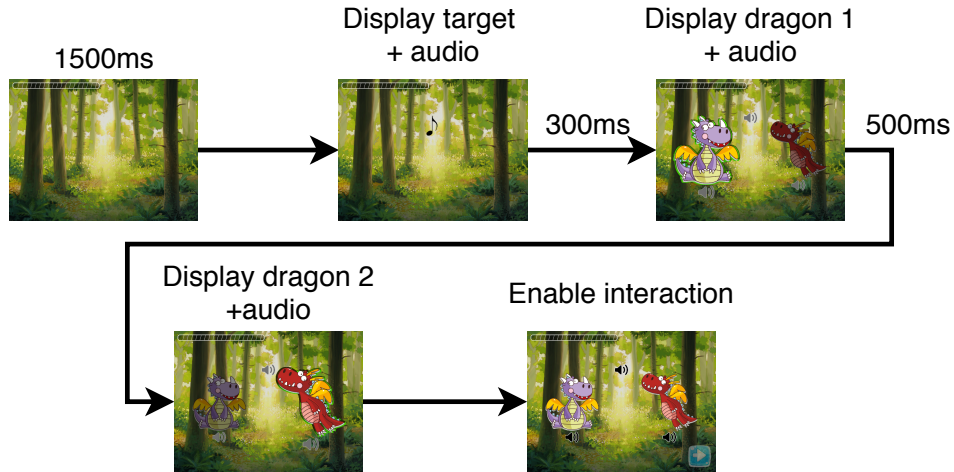 1500ms
Display target
+ audio
300ms
Display dragon 1
+ audio
500ms
Display dragon 2
+audio
Enable interaction